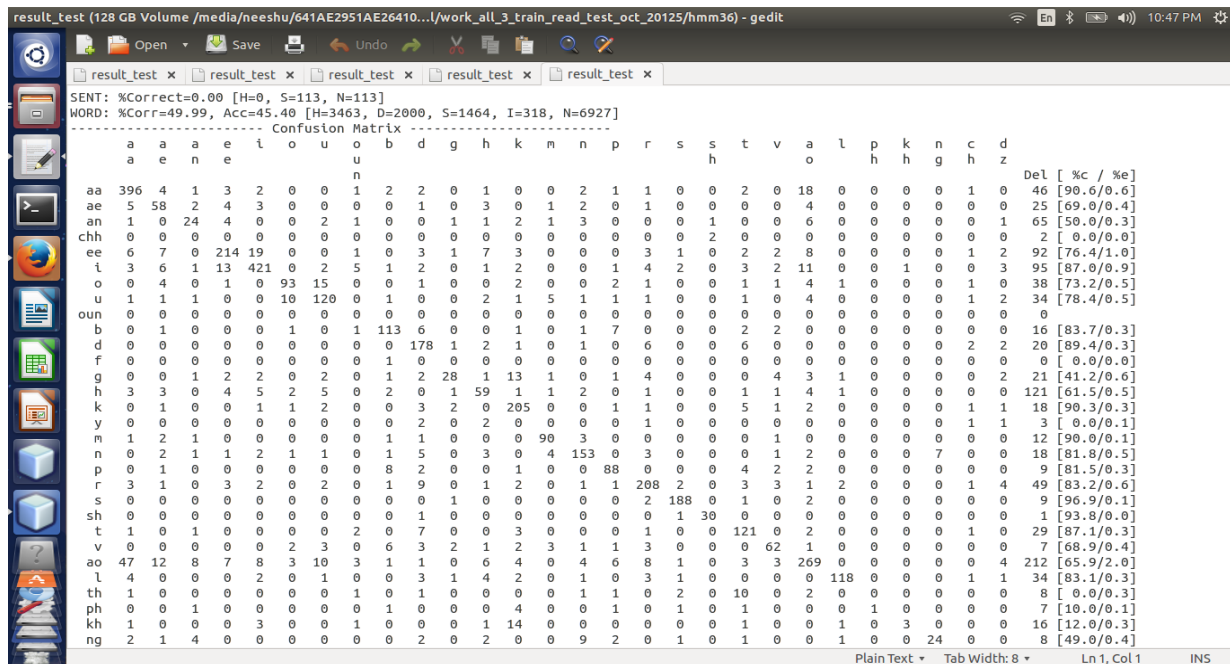 result_test (128 GB Volume /media/neeshu/641AE2951AE26410...l/work_all_3_train_read_test_oct_20125/hmm36) - gedit En 10:47 PM
Open Save Undo
result_test × result_test × result_test × result_test × result_test ×
SENT: %Correct=0.00 [H=0, S=113, N=113]
WORD: %Corr=49.99, Acc=45.40 [H=3463, D=2000, S=1464, I=318, N=6927]
------------------------ Confusion Matrix -------------------------
a a a e i o u o b d g h k m n p r s s t v a l p k n c d
a e n e u h o h h g h z
n
Del [ %c / %e]
aa 396 4 1 3 2 0 0 1 2 2 0 1 0 0 2 1 1 0 0 2 0 18 0 0 0 0 1 0 46 [90.6/0.6]
ae 5 58 2 4 3 0 0 0 0 1 0 3 0 1 2 0 1 0 0 0 0 4 0 0 0 0 0 0 25 [69.0/0.4]
an 1 0 24 4 0 0 2 1 0 0 1 1 2 1 3 0 0 0 1 0 0 6 0 0 0 0 0 1 65 [50.0/0.3]
chh 0 0 0 0 0 0 0 0 0 0 0 0 0 0 0 0 0 0 2 0 0 0 0 0 0 0 0 0 2 [ 0.0/0.0]
ee 6 7 0 214 19 0 0 1 0 3 1 7 3 0 0 0 3 1 0 2 2 8 0 0 0 0 1 2 92 [76.4/1.0]
i 3 6 1 13 421 0 2 5 1 2 0 1 2 0 0 1 4 2 0 3 2 11 0 0 1 0 0 3 95 [87.0/0.9]
o 0 4 0 1 0 93 15 0 0 1 0 0 2 0 0 2 1 0 0 1 1 4 1 0 0 0 1 0 38 [73.2/0.5]
u 1 1 1 0 0 10 120 0 1 0 0 2 1 5 1 1 1 0 0 1 0 4 0 0 0 0 1 2 34 [78.4/0.5]
oun 0 0 0 0 0 0 0 0 0 0 0 0 0 0 0 0 0 0 0 0 0 0 0 0 0 0 0 0 0
b 0 1 0 0 0 1 0 1 113 6 0 0 1 0 1 7 0 0 0 2 2 0 0 0 0 0 0 0 16 [83.7/0.3]
d 0 0 0 0 0 0 0 0 0 178 1 2 1 0 1 0 6 0 0 6 0 0 0 0 0 0 2 2 20 [89.4/0.3]
f 0 0 0 0 0 0 0 0 1 0 0 0 0 0 0 0 0 0 0 0 0 0 0 0 0 0 0 0 0 [ 0.0/0.0]
g 0 0 1 2 2 0 2 0 1 2 28 1 13 1 0 1 4 0 0 0 4 3 1 0 0 0 0 2 21 [41.2/0.6]
h 3 3 0 4 5 2 5 0 2 0 1 59 1 1 2 0 1 0 0 1 1 4 1 0 0 0 0 0 121 [61.5/0.5]
k 0 1 0 0 1 1 2 0 0 3 2 0 205 0 0 1 1 0 0 5 1 2 0 0 0 0 1 1 18 [90.3/0.3]
y 0 0 0 0 0 0 0 0 0 2 0 2 0 0 0 0 1 0 0 0 0 0 0 0 0 0 1 1 3 [ 0.0/0.1]
m 1 2 1 0 0 0 0 0 1 1 0 0 0 90 3 0 0 0 0 0 1 0 0 0 0 0 0 0 12 [90.0/0.1]
n 0 2 1 1 2 1 1 0 1 5 0 3 0 4 153 0 3 0 0 0 1 2 0 0 0 7 0 0 18 [81.8/0.5]
p 0 1 0 0 0 0 0 0 8 2 0 0 1 0 0 88 0 0 0 4 2 2 0 0 0 0 0 0 9 [81.5/0.3]
r 3 1 0 3 2 0 2 0 1 9 0 1 2 0 1 1 208 2 0 3 3 1 2 0 0 0 1 4 49 [83.2/0.6]
s 0 0 0 0 0 0 0 0 0 0 1 0 0 0 0 0 2 188 0 1 0 2 0 0 0 0 0 0 9 [96.9/0.1]
sh 0 0 0 0 0 0 0 0 0 1 0 0 0 0 0 0 0 1 30 0 0 0 0 0 0 0 0 0 1 [93.8/0.0]
t 1 0 1 0 0 0 0 2 0 7 0 0 3 0 0 0 1 0 0 121 0 2 0 0 0 0 1 0 29 [87.1/0.3]
v 0 0 0 0 0 2 3 0 6 3 2 1 2 3 1 1 3 0 0 0 62 1 0 0 0 0 0 0 7 [68.9/0.4]
ao 47 12 8 7 8 3 10 3 1 1 0 6 4 0 4 6 8 1 0 3 3 269 0 0 0 0 0 4 212 [65.9/2.0]
l 4 0 0 0 2 0 1 0 0 3 1 4 2 0 1 0 3 1 0 0 0 0 118 0 0 0 1 1 34 [83.1/0.3]
th 1 0 0 0 0 0 0 1 0 1 0 0 0 0 1 1 0 2 0 10 0 2 0 0 0 0 0 0 8 [ 0.0/0.3]
ph 0 0 1 0 0 0 0 0 1 0 0 0 4 0 0 1 0 1 0 1 0 0 0 1 0 0 0 0 7 [10.0/0.1]
kh 1 0 0 0 3 0 0 1 0 0 0 1 14 0 0 0 0 0 0 1 0 0 1 0 3 0 0 0 16 [12.0/0.3]
ng 2 1 4 0 0 0 0 0 0 2 0 2 0 0 9 2 0 1 0 1 0 0 1 0 0 24 0 0 8 [49.0/0.4]
Plain Text Tab Width: 8 Ln 1, Col 1 INS